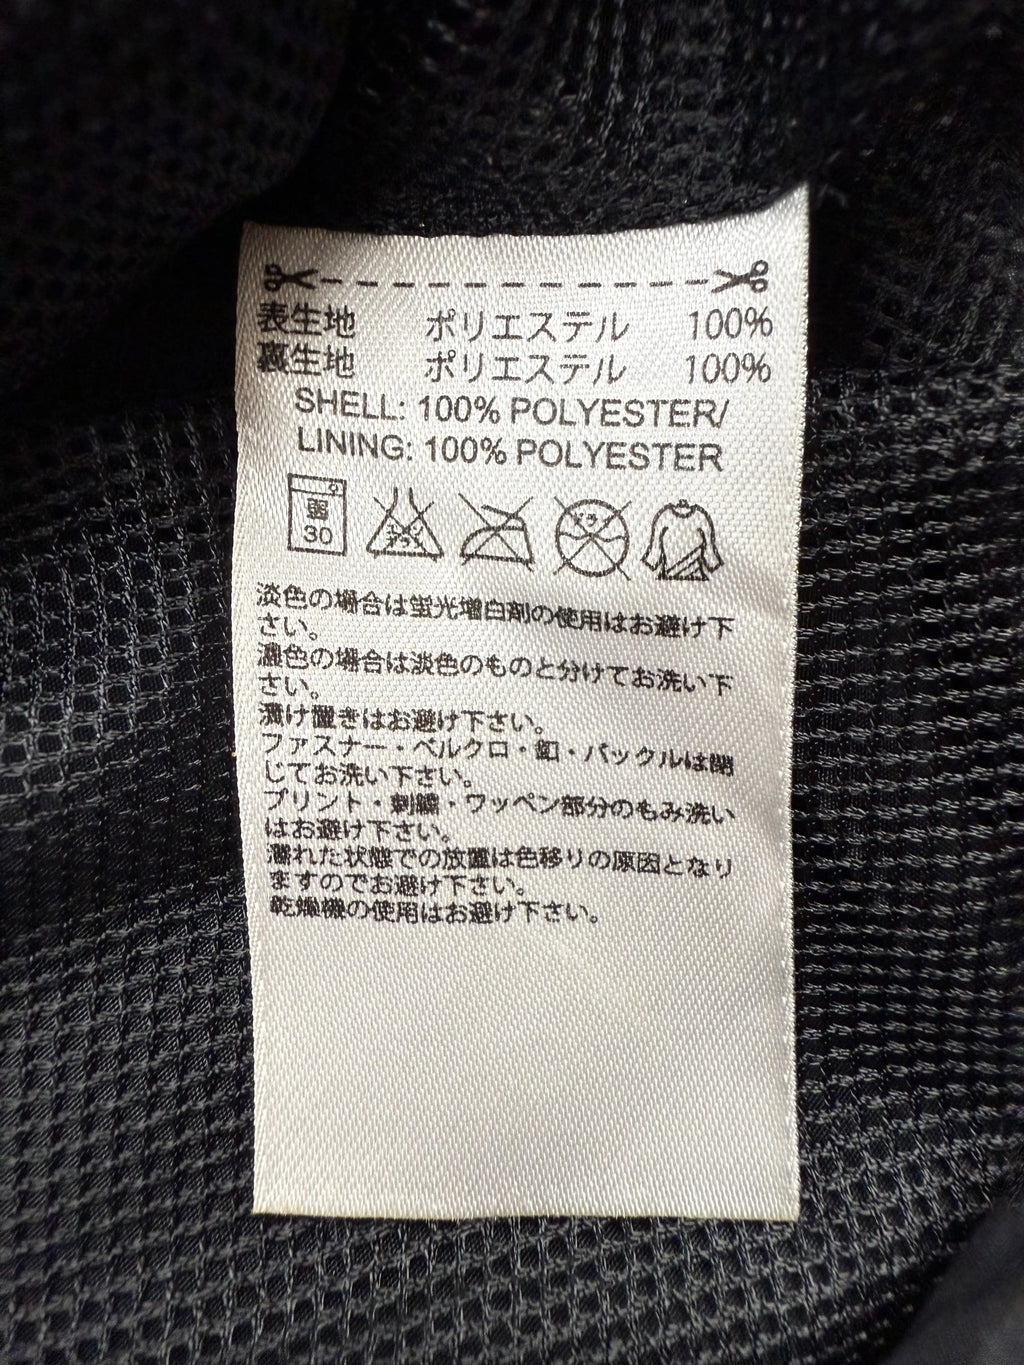 表生地 ポリエステル 100%
裏生地 ポリエステル 100%
SHELL: 100% POLYESTER/
LINING: 100% POLYESTER
弱
30
エンソ
サラシ
ドライ
淡色の場合は蛍光増白剤の使用はお避け下
さい。
濃色の場合は淡色のものと分けてお洗い下
さい。
漬け置きはお避け下さい。
ファスナー・ベルクロ・釦・バックルは閉
じてお洗い下さい。
プリント・刺繍・ワッペン部分のもみ洗い
はお避け下さい。
濡れた状態での放置は色移りの原因となり
ますのでお避け下さい。
乾燥機の使用はお避け下さい。